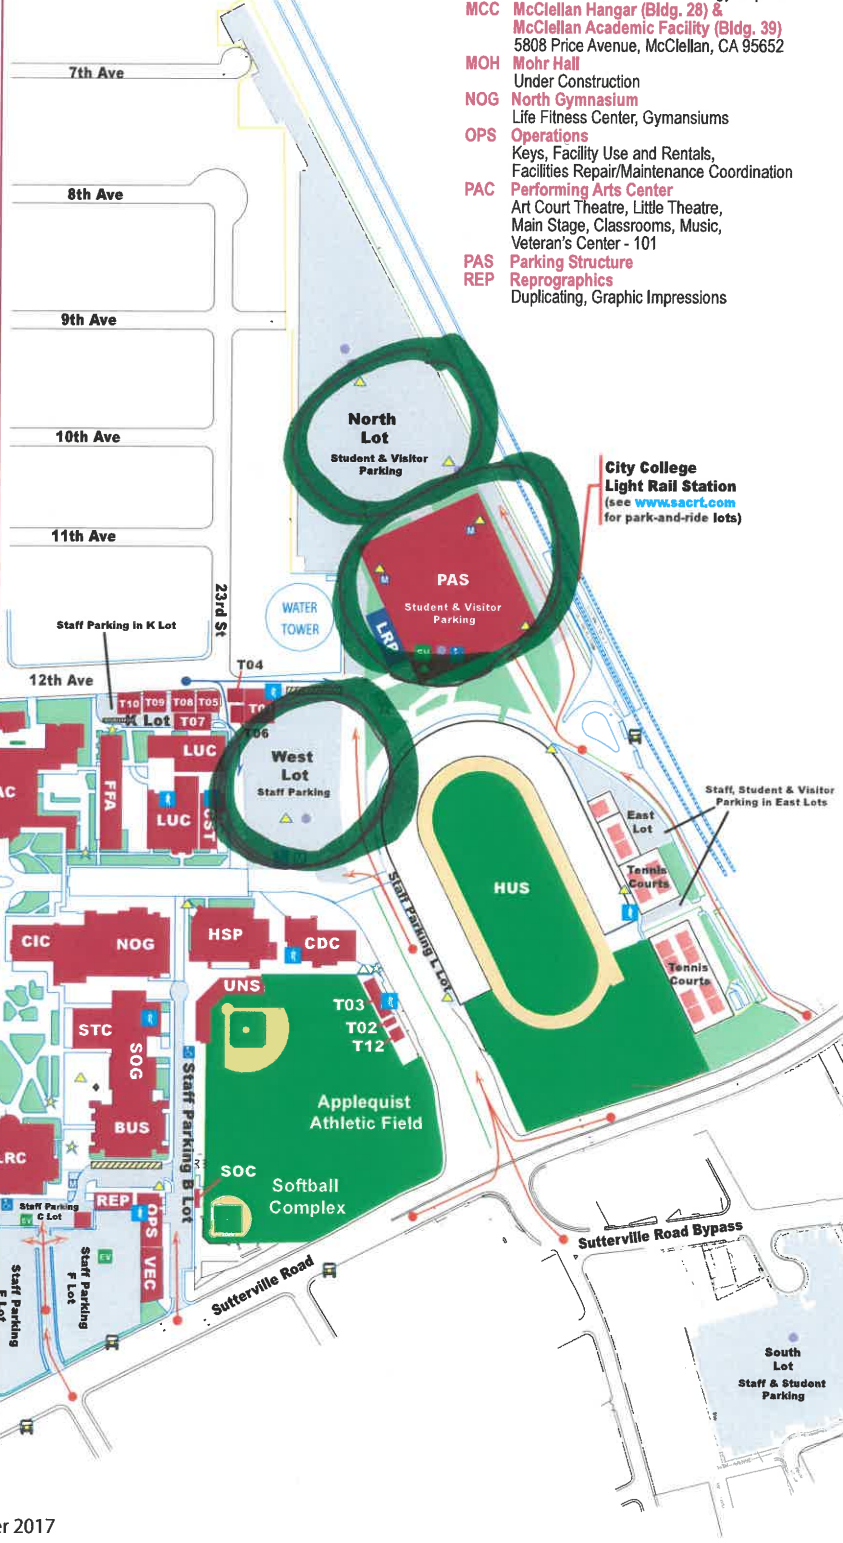 MCC McClellan Hangar (Bldg. 28) &
McClellan Academic Facility (Bldg. 39)
5808 Price Avenue, McClellan, CA 95652
MOH Mohr Hall
Under Construction
NOG North Gymnasium
Life Fitness Center, Gymansiums
OPS Operations
Keys, Facility Use and Rentals,
Facilities Repair/Maintenance Coordination
PAC Performing Arts Center
Art Court Theatre, Little Theatre,
Main Stage, Classrooms, Music,
Veteran's Center - 101
PAS Parking Structure
REP Reprographics
Duplicating, Graphic Impressions
7th Ave
8th Ave
9th Ave
10th Ave
11th Ave
12th Ave
23rd St
North
Lot
Student & Visitor
Parking
City College
Light Rail Station
(see www.sacrt.com
for park-and-ride lots)
M
M
PAS
Student & Visitor
Parking
LRP
WATER
TOWER
Staff Parking in K Lot
T04
T10 T09 T08 T05
K Lot T07
T06
LUC
FFA
LUC
CST
AC
West
Lot
Staff Parking
Staff, Student & Visitor
Parking in East Lots
East
Lot
Tennis
Courts
HUS
Staff Parking L Lot
Tennis
Courts
CIC
NOG
HSP
CDC
UNS
T03
T02
T12
STC
SOG
BUS
LRC
Staff Parking B Lot
Applequist
Athletic Field
SOC
Softball
Complex
REP
OPS
VEC
M
Staff Parking
C Lot
EV
EV
Staff Parking
F Lot
Staff Parking
Sutterville Road
Sutterville Road Bypass
South
Lot
Staff & Student
Parking
er 2017